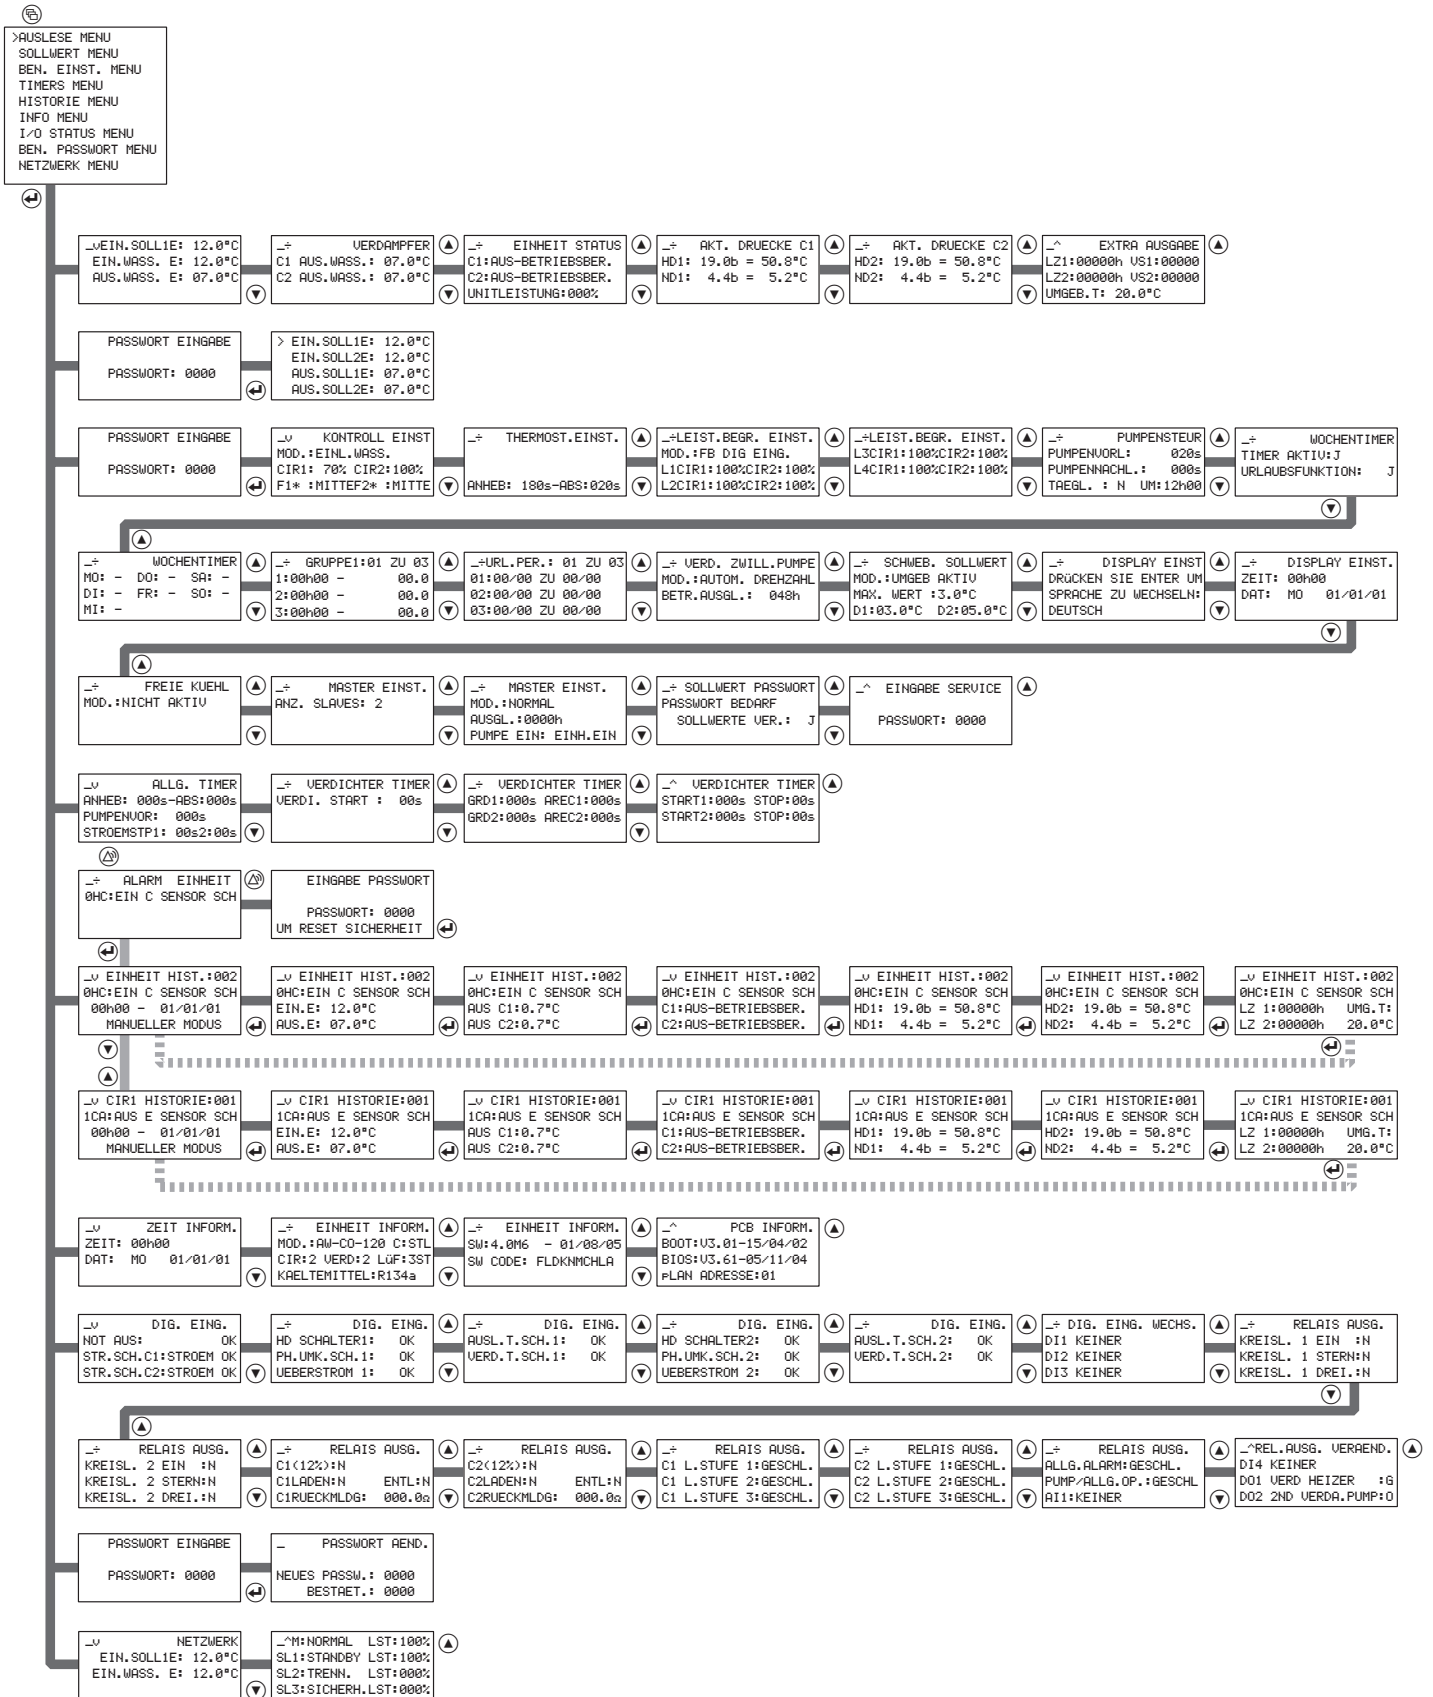 >AUSLESE MENU
SOLLWERT MENU
BEN. EINST. MENU
TIMERS MENU
HISTORIE MENU
INFO MENU
I/O STATUS MENU
BEN. PASSWORT MENU
NETZWERK MENU
_vEIN.SOLL1E: 12.0°C
EIN.WASS. E: 12.0°C
AUS.WASS. E: 07.0°C
_÷ VERDAMPFER
C1 AUS.WASS.: 07.0°C
C2 AUS.WASS.: 07.0°C
_÷ EINHEIT STATUS
C1:AUS-BETRIEBSBER.
C2:AUS-BETRIEBSBER.
UNITLEISTUNG:000%
_÷ AKT. DRUECKE C1
HD1: 19.0b = 50.8°C
ND1: 4.4b = 5.2°C
_÷ AKT. DRUECKE C2
HD2: 19.0b = 50.8°C
ND2: 4.4b = 5.2°C
_^ EXTRA AUSGABE
LZ1:00000h VS1:00000
LZ2:00000h VS2:00000
UMGEB.T: 20.0°C
PASSWORT EINGABE
PASSWORT: 0000
> EIN.SOLL1E: 12.0°C
EIN.SOLL2E: 12.0°C
AUS.SOLL1E: 07.0°C
AUS.SOLL2E: 07.0°C
PASSWORT EINGABE
PASSWORT: 0000
_v KONTROLL EINST
MOD.:EINL.WASS.
CIR1: 70% CIR2:100%
F1* :MITTEF2* :MITTE
_÷ THERMOST.EINST.
ANHEB: 180s-ABS:020s
_÷LEIST.BEGR. EINST.
MOD.:FB DIG EING.
L1CIR1:100%CIR2:100%
L2CIR1:100%CIR2:100%
_÷LEIST.BEGR. EINST.
L3CIR1:100%CIR2:100%
L4CIR1:100%CIR2:100%
_÷ PUMPENSTEUR
PUMPENVORL: 020s
PUMPENNACHL.: 000s
TAEGL. : N UM:12h00
_÷ WOCHENTIMER
TIMER AKTIV:J
URLAUBSFUNKTION: J
_÷ WOCHENTIMER
MO: - DO: - SA: -
DI: - FR: - SO: -
MI: -
_÷ GRUPPE1:01 ZU 03
1:00h00 - 00.0
2:00h00 - 00.0
3:00h00 - 00.0
_÷URL.PER.: 01 ZU 03
01:00/00 ZU 00/00
02:00/00 ZU 00/00
03:00/00 ZU 00/00
_÷ VERD. ZWILL.PUMPE
MOD.:AUTOM. DREHZAHL
BETR.AUSGL.: 048h
_÷ SCHWEB. SOLLWERT
MOD.:UMGEB AKTIV
MAX. WERT :3.0°C
D1:03.0°C D2:05.0°C
_÷ DISPLAY EINST
DRüCKEN SIE ENTER UM
SPRACHE ZU WECHSELN:
DEUTSCH
_÷ DISPLAY EINST.
ZEIT: 00h00
DAT: MO 01/01/01
_÷ FREIE KUEHL
MOD.:NICHT AKTIV
_÷ MASTER EINST.
ANZ. SLAVES: 2
_÷ MASTER EINST.
MOD.:NORMAL
AUSGL.:0000h
PUMPE EIN: EINH.EIN
_÷ SOLLWERT PASSWORT
PASSWORT BEDARF
SOLLWERTE VER.: J
_^ EINGABE SERVICE
PASSWORT: 0000
_v ALLG. TIMER
ANHEB: 000s-ABS:000s
PUMPENVOR: 000s
STROEMSTP1: 00s2:00s
_÷ VERDICHTER TIMER
VERDI. START : 00s
_÷ VERDICHTER TIMER
GRD1:000s AREC1:000s
GRD2:000s AREC2:000s
_^ VERDICHTER TIMER
START1:000s STOP:00s
START2:000s STOP:00s
_÷ ALARM EINHEIT
0HC:EIN C SENSOR SCH
EINGABE PASSWORT
PASSWORT: 0000
UM RESET SICHERHEIT
_v EINHEIT HIST.:002
0HC:EIN C SENSOR SCH
00h00 - 01/01/01
MANUELLER MODUS
_v EINHEIT HIST.:002
0HC:EIN C SENSOR SCH
EIN.E: 12.0°C
AUS.E: 07.0°C
_v EINHEIT HIST.:002
0HC:EIN C SENSOR SCH
AUS C1:0.7°C
AUS C2:0.7°C
_v EINHEIT HIST.:002
0HC:EIN C SENSOR SCH
C1:AUS-BETRIEBSBER.
C2:AUS-BETRIEBSBER.
_v EINHEIT HIST.:002
0HC:EIN C SENSOR SCH
HD1: 19.0b = 50.8°C
ND1: 4.4b = 5.2°C
_v EINHEIT HIST.:002
0HC:EIN C SENSOR SCH
HD2: 19.0b = 50.8°C
ND2: 4.4b = 5.2°C
_v EINHEIT HIST.:002
0HC:EIN C SENSOR SCH
LZ 1:00000h UMG.T:
LZ 2:00000h 20.0°C
_v CIR1 HISTORIE:001
1CA:AUS E SENSOR SCH
00h00 - 01/01/01
MANUELLER MODUS
_v CIR1 HISTORIE:001
1CA:AUS E SENSOR SCH
EIN.E: 12.0°C
AUS.E: 07.0°C
_v CIR1 HISTORIE:001
1CA:AUS E SENSOR SCH
AUS C1:0.7°C
AUS C2:0.7°C
_v CIR1 HISTORIE:001
1CA:AUS E SENSOR SCH
C1:AUS-BETRIEBSBER.
C2:AUS-BETRIEBSBER.
_v CIR1 HISTORIE:001
1CA:AUS E SENSOR SCH
HD1: 19.0b = 50.8°C
ND1: 4.4b = 5.2°C
_v CIR1 HISTORIE:001
1CA:AUS E SENSOR SCH
HD2: 19.0b = 50.8°C
ND2: 4.4b = 5.2°C
_v CIR1 HISTORIE:001
1CA:AUS E SENSOR SCH
LZ 1:00000h UMG.T:
LZ 2:00000h 20.0°C
_v ZEIT INFORM.
ZEIT: 00h00
DAT: MO 01/01/01
_÷ EINHEIT INFORM.
MOD.:AW-CO-120 C:STL
CIR:2 VERD:2 LüF:3ST
KAELTEMITTEL:R134a
_÷ EINHEIT INFORM.
SW:4.0M6 - 01/08/05
SW CODE: FLDKNMCHLA
_^ PCB INFORM.
BOOT:V3.01-15/04/02
BIOS:V3.61-05/11/04
pLAN ADRESSE:01
_v DIG. EING.
NOT AUS: OK
STR.SCH.C1:STROEM OK
STR.SCH.C2:STROEM OK
_÷ DIG. EING.
HD SCHALTER1: OK
PH.UMK.SCH.1: OK
UEBERSTROM 1: OK
_÷ DIG. EING.
AUSL.T.SCH.1: OK
VERD.T.SCH.1: OK
_÷ DIG. EING.
HD SCHALTER2: OK
PH.UMK.SCH.2: OK
UEBERSTROM 2: OK
_÷ DIG. EING.
AUSL.T.SCH.2: OK
VERD.T.SCH.2: OK
_÷ DIG. EING. WECHS.
DI1 KEINER
DI2 KEINER
DI3 KEINER
_÷ RELAIS AUSG.
KREISL. 1 EIN :N
KREISL. 1 STERN:N
KREISL. 1 DREI.:N
_÷ RELAIS AUSG.
KREISL. 2 EIN :N
KREISL. 2 STERN:N
KREISL. 2 DREI.:N
_÷ RELAIS AUSG.
C1(12%):N
C1LADEN:N ENTL:N
C1RUECKMLDG: 000.0Ω
_÷ RELAIS AUSG.
C2(12%):N
C2LADEN:N ENTL:N
C2RUECKMLDG: 000.0Ω
_÷ RELAIS AUSG.
C1 L.STUFE 1:GESCHL.
C1 L.STUFE 2:GESCHL.
C1 L.STUFE 3:GESCHL.
_÷ RELAIS AUSG.
C2 L.STUFE 1:GESCHL.
C2 L.STUFE 2:GESCHL.
C2 L.STUFE 3:GESCHL.
_÷ RELAIS AUSG.
ALLG.ALARM:GESCHL.
PUMP/ALLG.OP.:GESCHL
AI1:KEINER
_^REL.AUSG. VERAEND.
DI4 KEINER
DO1 VERD HEIZER :G
DO2 2ND VERDA.PUMP:O
PASSWORT EINGABE
PASSWORT: 0000
_ PASSWORT AEND.
NEUES PASSW.: 0000
BESTAET.: 0000
_v NETZWERK
EIN.SOLL1E: 12.0°C
EIN.WASS. E: 12.0°C
_^M:NORMAL LST:100%
SL1:STANDBY LST:100%
SL2:TRENN. LST:000%
SL3:SICHERH.LST:000%